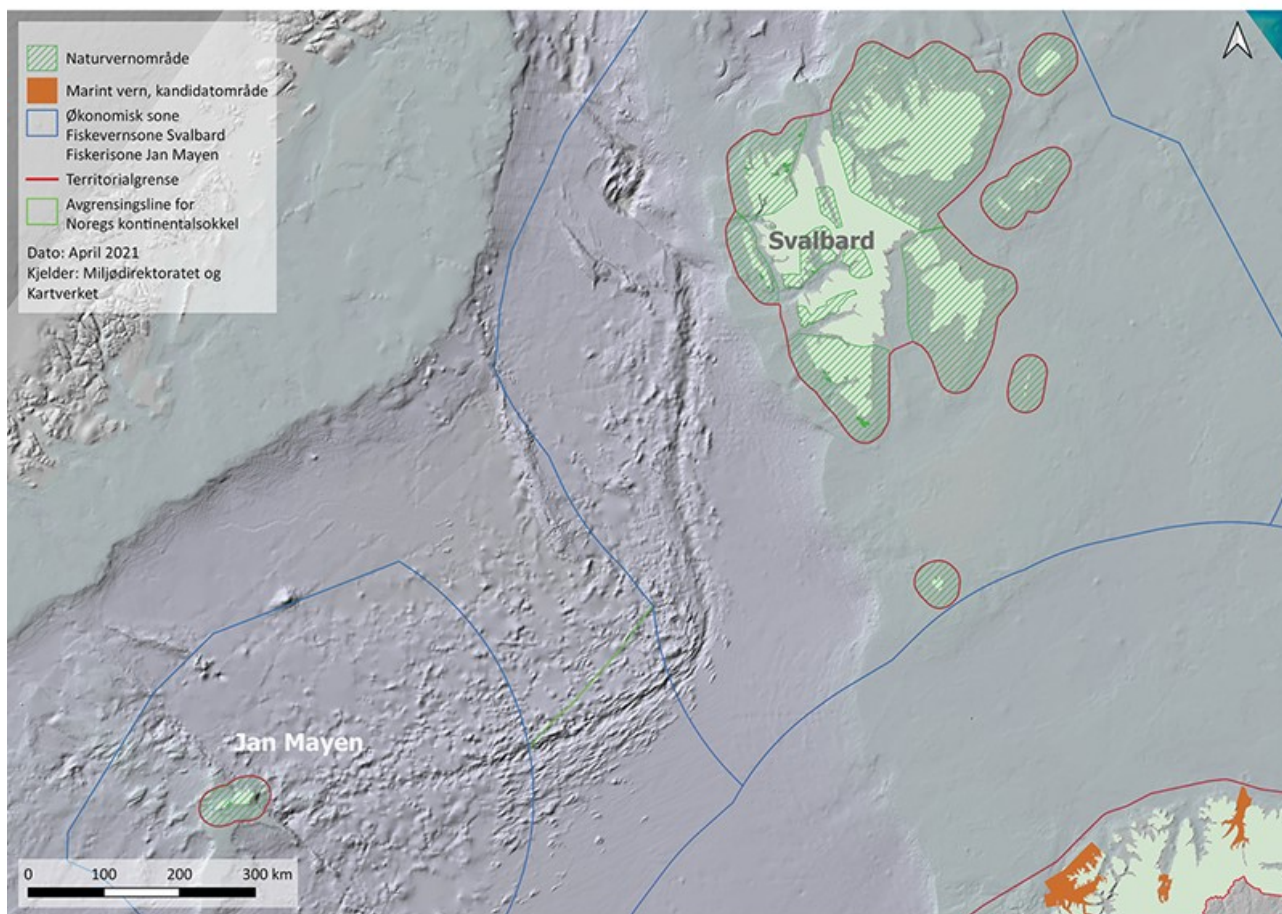 Naturvernområde
Marint vern, kandidatområde
Økonomisk sone
Fiskevernsone Svalbard
Fiskerisone Jan Mayen
Territorialgrense
Avgrensingsline for
Noregs kontinentalsokkel
Dato: April 2021
Kjelder: Miljødirektoratet og
Kartverket
Svalbard
Jan Mayen
0 100 200 300 km